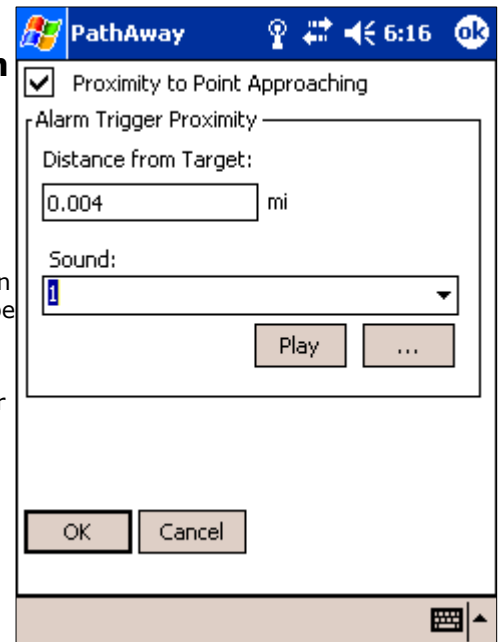 PathAway 6:16 ok
Proximity to Point Approaching
Alarm Trigger Proximity
Distance from Target:
0.004 mi
Sound:
1
Play ...
OK Cancel